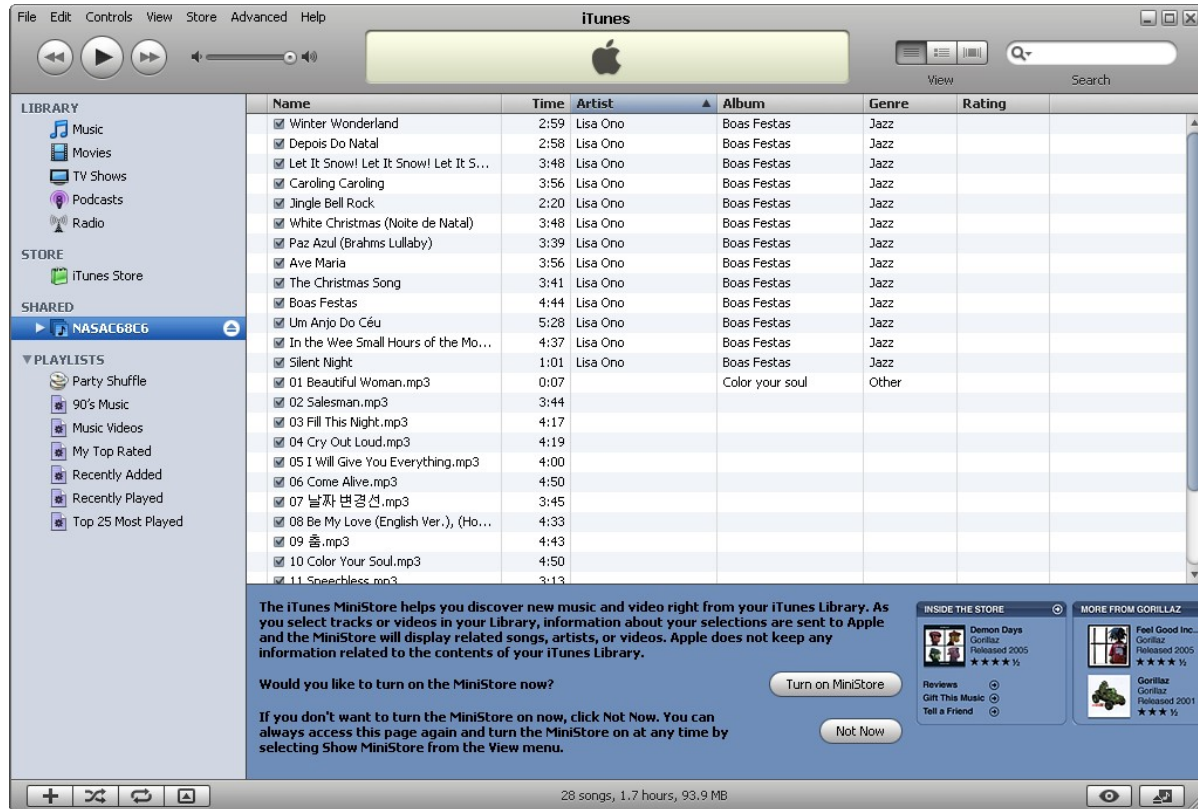 File Edit Controls View Store Advanced Help
iTunes
View
Search
LIBRARY
Music
Movies
TV Shows
Podcasts
Radio
STORE
iTunes Store
SHARED
NASAC68C6
PLAYLISTS
Party Shuffle
90's Music
Music Videos
My Top Rated
Recently Added
Recently Played
Top 25 Most Played
Name Time Artist Album Genre Rating
Winter Wonderland 2:59 Lisa Ono Boas Festas Jazz
Depois Do Natal 2:58 Lisa Ono Boas Festas Jazz
Let It Snow! Let It Snow! Let It S... 3:48 Lisa Ono Boas Festas Jazz
Caroling Caroling 3:56 Lisa Ono Boas Festas Jazz
Jingle Bell Rock 2:20 Lisa Ono Boas Festas Jazz
White Christmas (Noite de Natal) 3:48 Lisa Ono Boas Festas Jazz
Paz Azul (Brahms Lullaby) 3:39 Lisa Ono Boas Festas Jazz
Ave Maria 3:56 Lisa Ono Boas Festas Jazz
The Christmas Song 3:41 Lisa Ono Boas Festas Jazz
Boas Festas 4:44 Lisa Ono Boas Festas Jazz
Um Anjo Do Céu 5:28 Lisa Ono Boas Festas Jazz
In the Wee Small Hours of the Mo... 4:37 Lisa Ono Boas Festas Jazz
Silent Night 1:01 Lisa Ono Boas Festas Jazz
01 Beautiful Woman.mp3 0:07 Color your soul Other
02 Salesman.mp3 3:44
03 Fill This Night.mp3 4:17
04 Cry Out Loud.mp3 4:19
05 I Will Give You Everything.mp3 4:00
06 Come Alive.mp3 4:50
07 날짜 변경선.mp3 3:45
08 Be My Love (English Ver.), (Ho... 4:33
09 춤.mp3 4:43
10 Color Your Soul.mp3 4:50
11 Speechless.mp3 3:13
The iTunes MiniStore helps you discover new music and video right from your iTunes Library. As
you select tracks or videos in your Library, information about your selections are sent to Apple
and the MiniStore will display related songs, artists, or videos. Apple does not keep any
information related to the contents of your iTunes Library.
Would you like to turn on the MiniStore now?
Turn on MiniStore
If you don't want to turn the MiniStore on now, click Not Now. You can
always access this page again and turn the MiniStore on at any time by
selecting Show MiniStore from the View menu.
Not Now
INSIDE THE STORE
Demon Days
Gorillaz
Released 2005
Reviews
Gift This Music
Tell a Friend
MORE FROM GORILLAZ
Feel Good Inc...
Gorillaz
Released 2005
Gorillaz
Gorillaz
Released 2001
28 songs, 1.7 hours, 93.9 MB